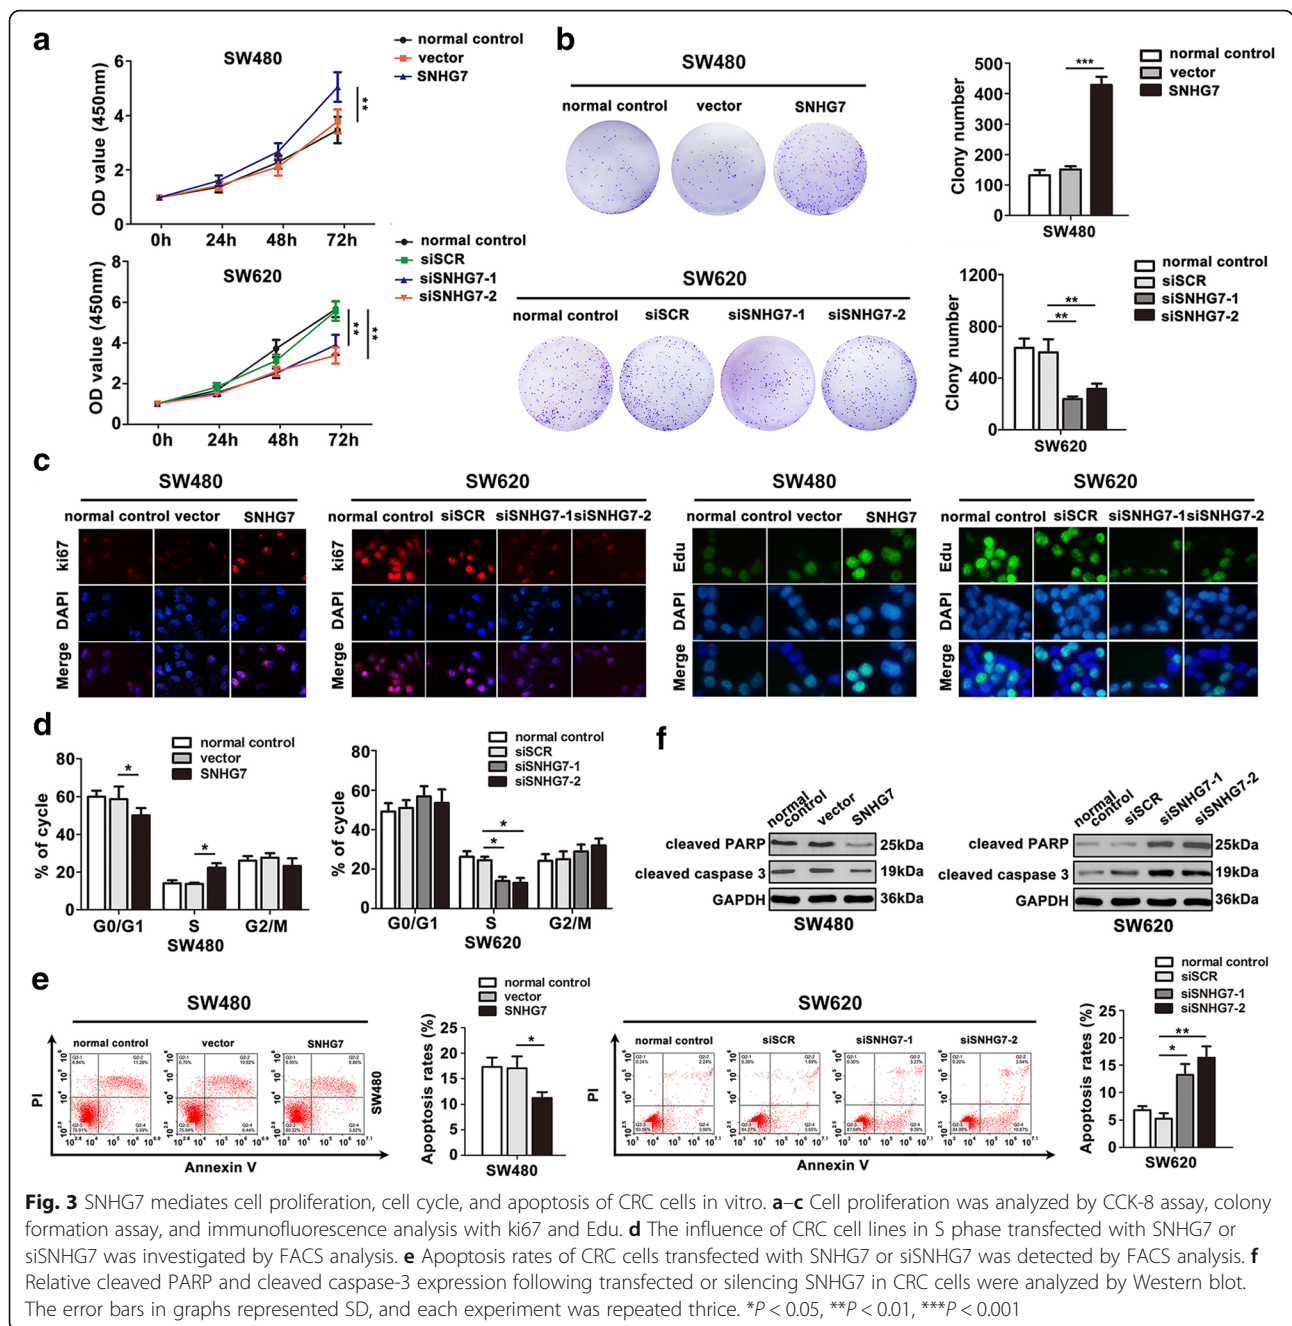 a
SW480
normal control
vector
SNHG7
OD value (450nm)
6
4
2
0
0h 24h 48h 72h
**
SW620
normal control
siSCR
siSNHG7-1
siSNHG7-2
OD value (450nm)
8
6
4
2
0
0h 24h 48h 72h
**
**
b
SW480
normal control vector SNHG7
normal control
vector
SNHG7
Clony number
500
400
300
200
100
0
***
SW480
SW620
normal control siSCR siSNHG7-1 siSNHG7-2
normal control
siSCR
siSNHG7-1
siSNHG7-2
Clony number
1200
800
400
0
**
**
SW620
c
SW480
normal control vector SNHG7
ki67
DAPI
Merge
SW620
normal control siSCR siSNHG7-1 siSNHG7-2
ki67
DAPI
Merge
SW480
normal control vector SNHG7
Edu
DAPI
Merge
SW620
normal control siSCR siSNHG7-1 siSNHG7-2
Edu
DAPI
Merge
d
normal control
vector
SNHG7
% of cycle
80
60
40
20
0
*
*
G0/G1 S G2/M
SW480
normal control
siSCR
siSNHG7-1
siSNHG7-2
% of cycle
80
60
40
20
0
*
*
G0/G1 S G2/M
SW620
f
normal control vector SNHG7
cleaved PARP 25kDa
cleaved caspase 3 19kDa
GAPDH 36kDa
SW480
normal control siSCR siSNHG7-1 siSNHG7-2
cleaved PARP 25kDa
cleaved caspase 3 19kDa
GAPDH 36kDa
SW620
e
SW480
normal control vector SNHG7
PI
Annexin V
SW480
normal control
vector
SNHG7
Apoptosis rates (%)
25
20
15
10
5
0
*
SW480
SW620
normal control siSCR siSNHG7-1 siSNHG7-2
PI
Annexin V
normal control
siSCR
siSNHG7-1
siSNHG7-2
Apoptosis rates (%)
25
20
15
10
5
0
**
*
SW620
Fig. 3 SNHG7 mediates cell proliferation, cell cycle, and apoptosis of CRC cells in vitro. a–c Cell proliferation was analyzed by CCK-8 assay, colony
formation assay, and immunofluorescence analysis with ki67 and Edu. d The influence of CRC cell lines in S phase transfected with SNHG7 or
siSNHG7 was investigated by FACS analysis. e Apoptosis rates of CRC cells transfected with SNHG7 or siSNHG7 was detected by FACS analysis. f
Relative cleaved PARP and cleaved caspase-3 expression following transfected or silencing SNHG7 in CRC cells were analyzed by Western blot.
The error bars in graphs represented SD, and each experiment was repeated thrice. *P < 0.05, **P < 0.01, ***P < 0.001